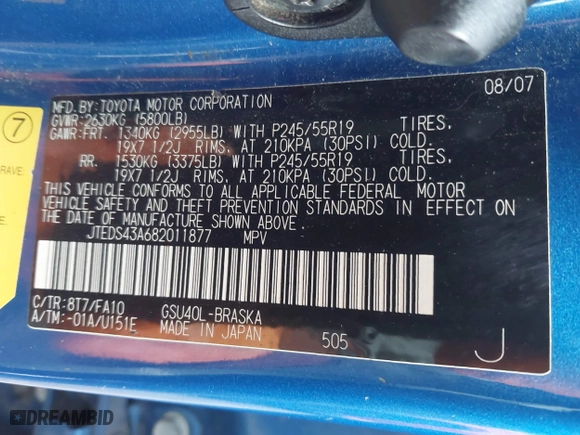 08/07
MFD. BY: TOYOTA MOTOR CORPORATION
GVWR: 2630KG (5800LB)
GAWR: FRT. 1340KG (2955LB) WITH P245/55R19 TIRES,
19X7 1/2J RIMS, AT 210KPA (30PSI) COLD.
RR. 1530KG (3375LB) WITH P245/55R19 TIRES,
19X7 1/2J RIMS, AT 210KPA (30PSI) COLD.
THIS VEHICLE CONFORMS TO ALL APPLICABLE FEDERAL MOTOR
VEHICLE SAFETY AND THEFT PREVENTION STANDARDS IN EFFECT ON
THE DATE OF MANUFACTURE SHOWN ABOVE.
JTEDS43A682011877 MPV
C/TR: 8T7/FA10 GSU40L-BRASKA
A/TM: -01A/U151E MADE IN JAPAN 505 J
7
DREAMBID